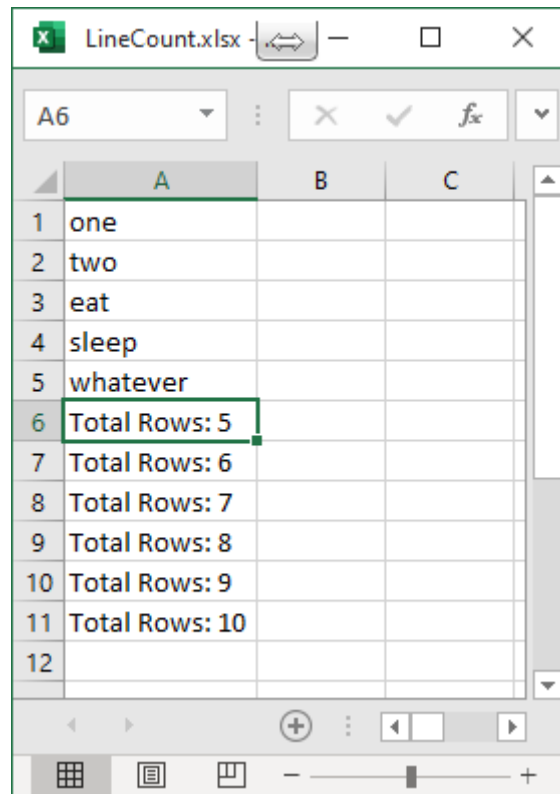 LineCount.xlsx - ...
A6 fx
A B C
1 one
2 two
3 eat
4 sleep
5 whatever
6 Total Rows: 5
7 Total Rows: 6
8 Total Rows: 7
9 Total Rows: 8
10 Total Rows: 9
11 Total Rows: 10
12